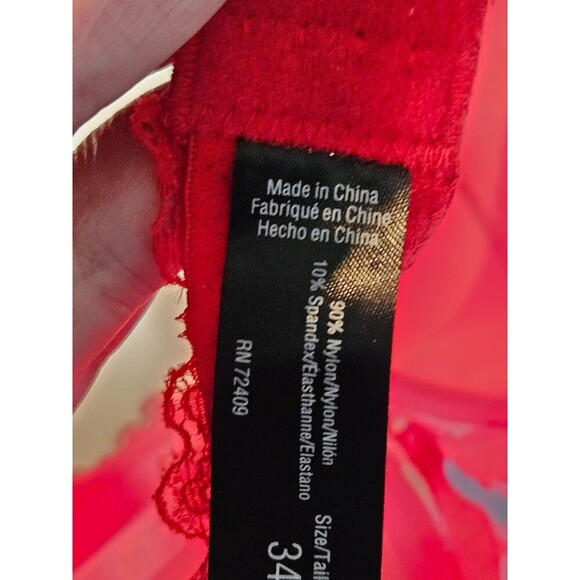 Made in China
Fabriqué en Chine
Hecho en China
90% Nylon/Nylon/Nilón
10% Spandex/Elasthanne/Elastano
RN 72409
Size/Tail
34